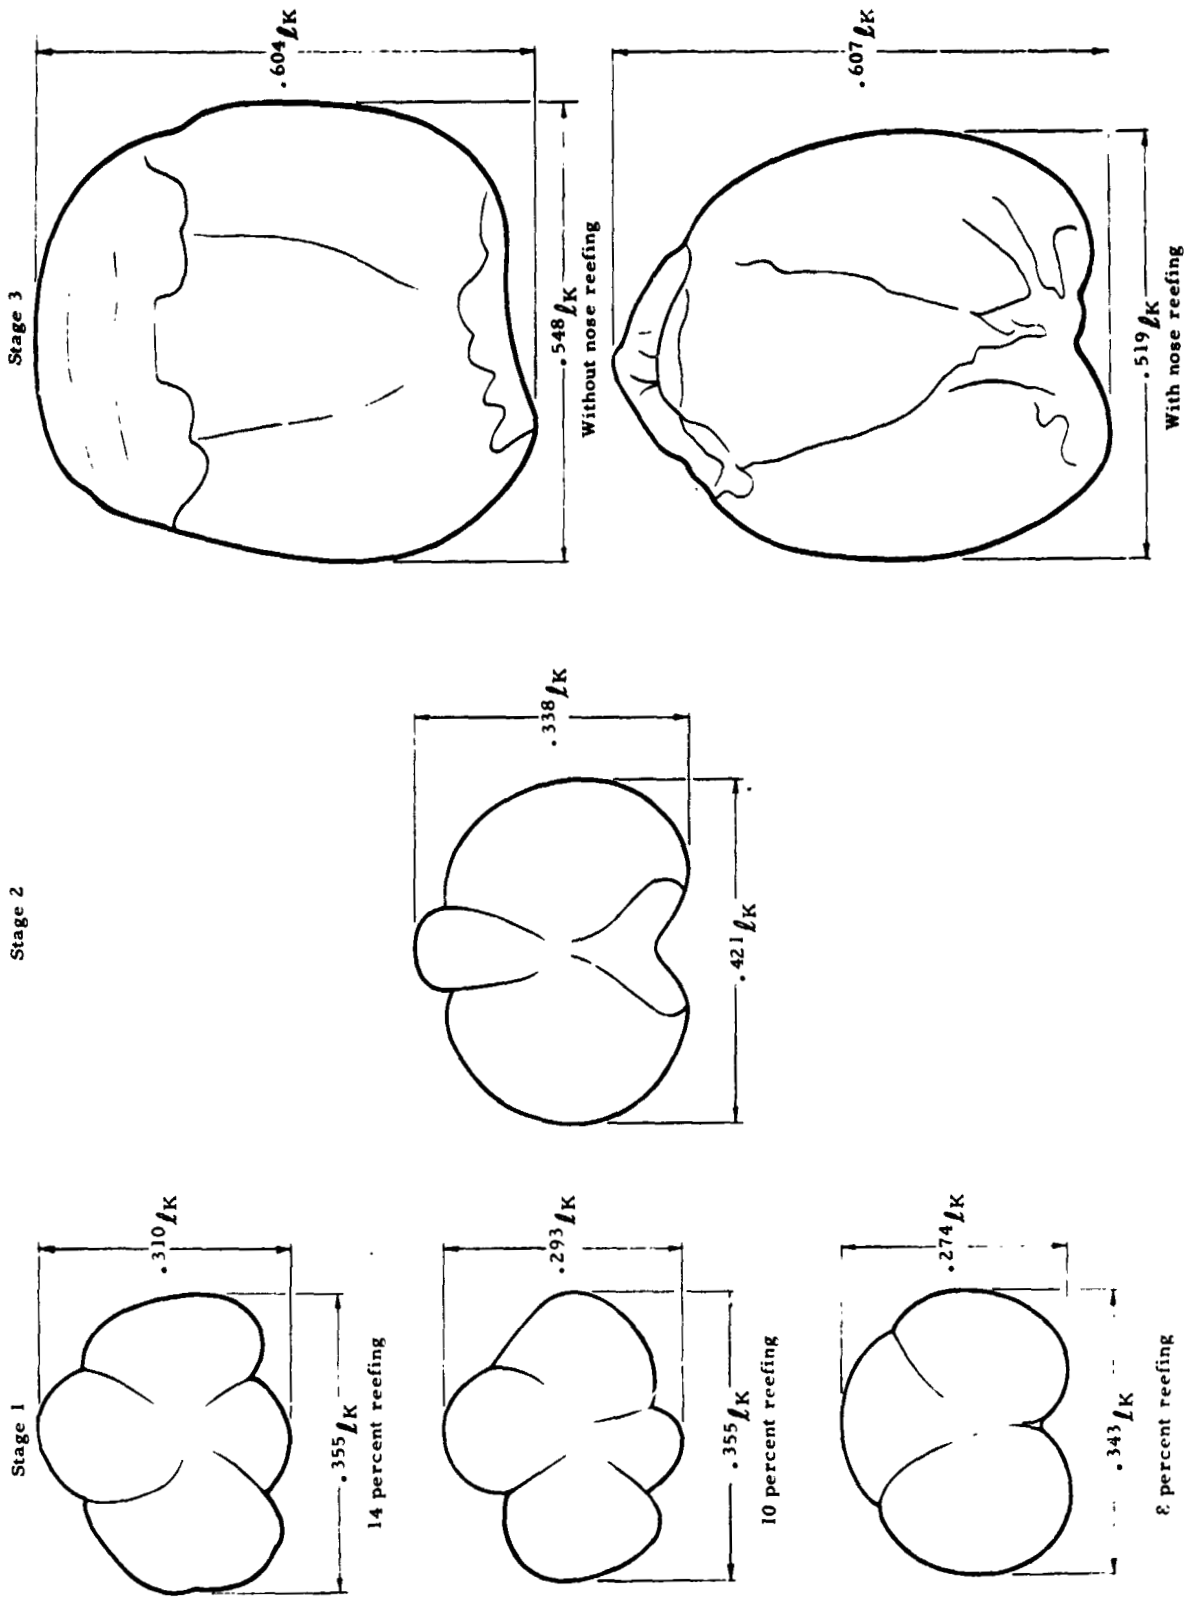 Stage 1
.310 ℓK
.355 ℓK
14 percent reefing
.293 ℓK
.355 ℓK
10 percent reefing
.274 ℓK
.343 ℓK
8 percent reefing
Stage 2
.338 ℓK
.421 ℓK
Stage 3
.604 ℓK
.548 ℓK
Without nose reefing
.607 ℓK
.519 ℓK
With nose reefing